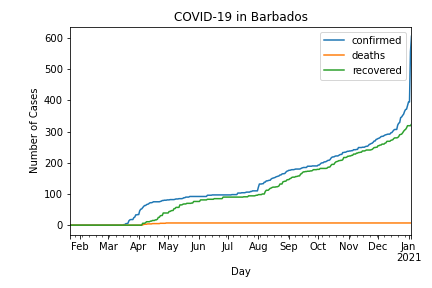 COVID-19 in Barbados
confirmed
deaths
recovered
Number of Cases
600
500
400
300
200
100
0
Feb Mar Apr May Jun Jul Aug Sep Oct Nov Dec Jan
2021
Day